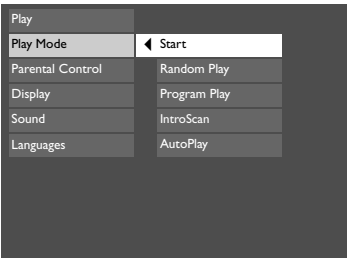 Play
Play Mode
Start
Parental Control
Random Play
Display
Program Play
Sound
IntroScan
Languages
AutoPlay